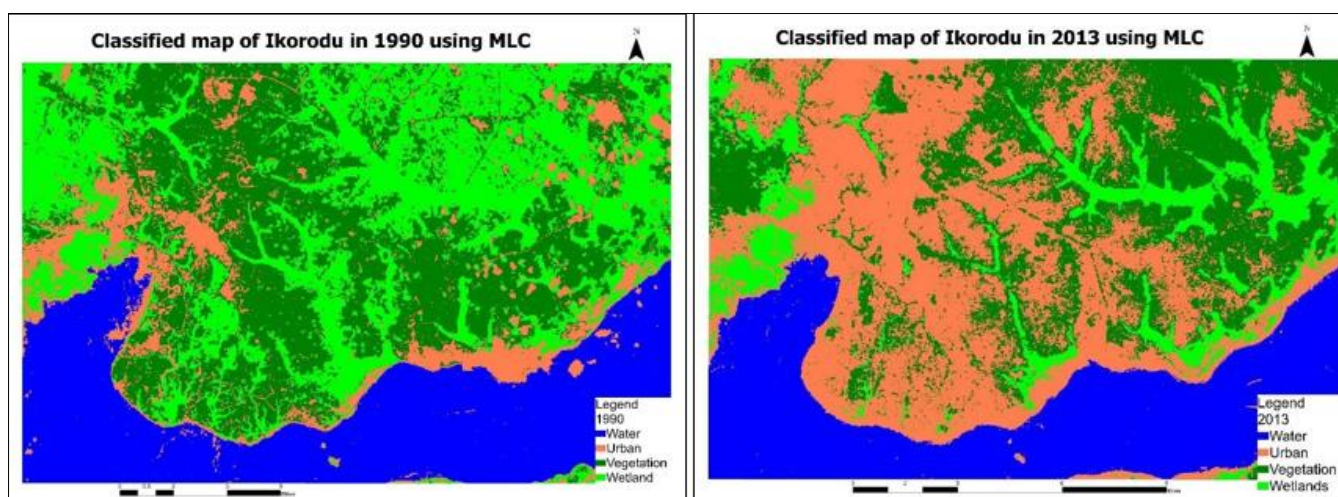 Classified map of Ikorodu in 1990 using MLC
N
Legend
1990
Water
Urban
Vegetation
Wetland
Classified map of Ikorodu in 2013 using MLC
N
Legend
2013
Water
Urban
Vegetation
Wetlands